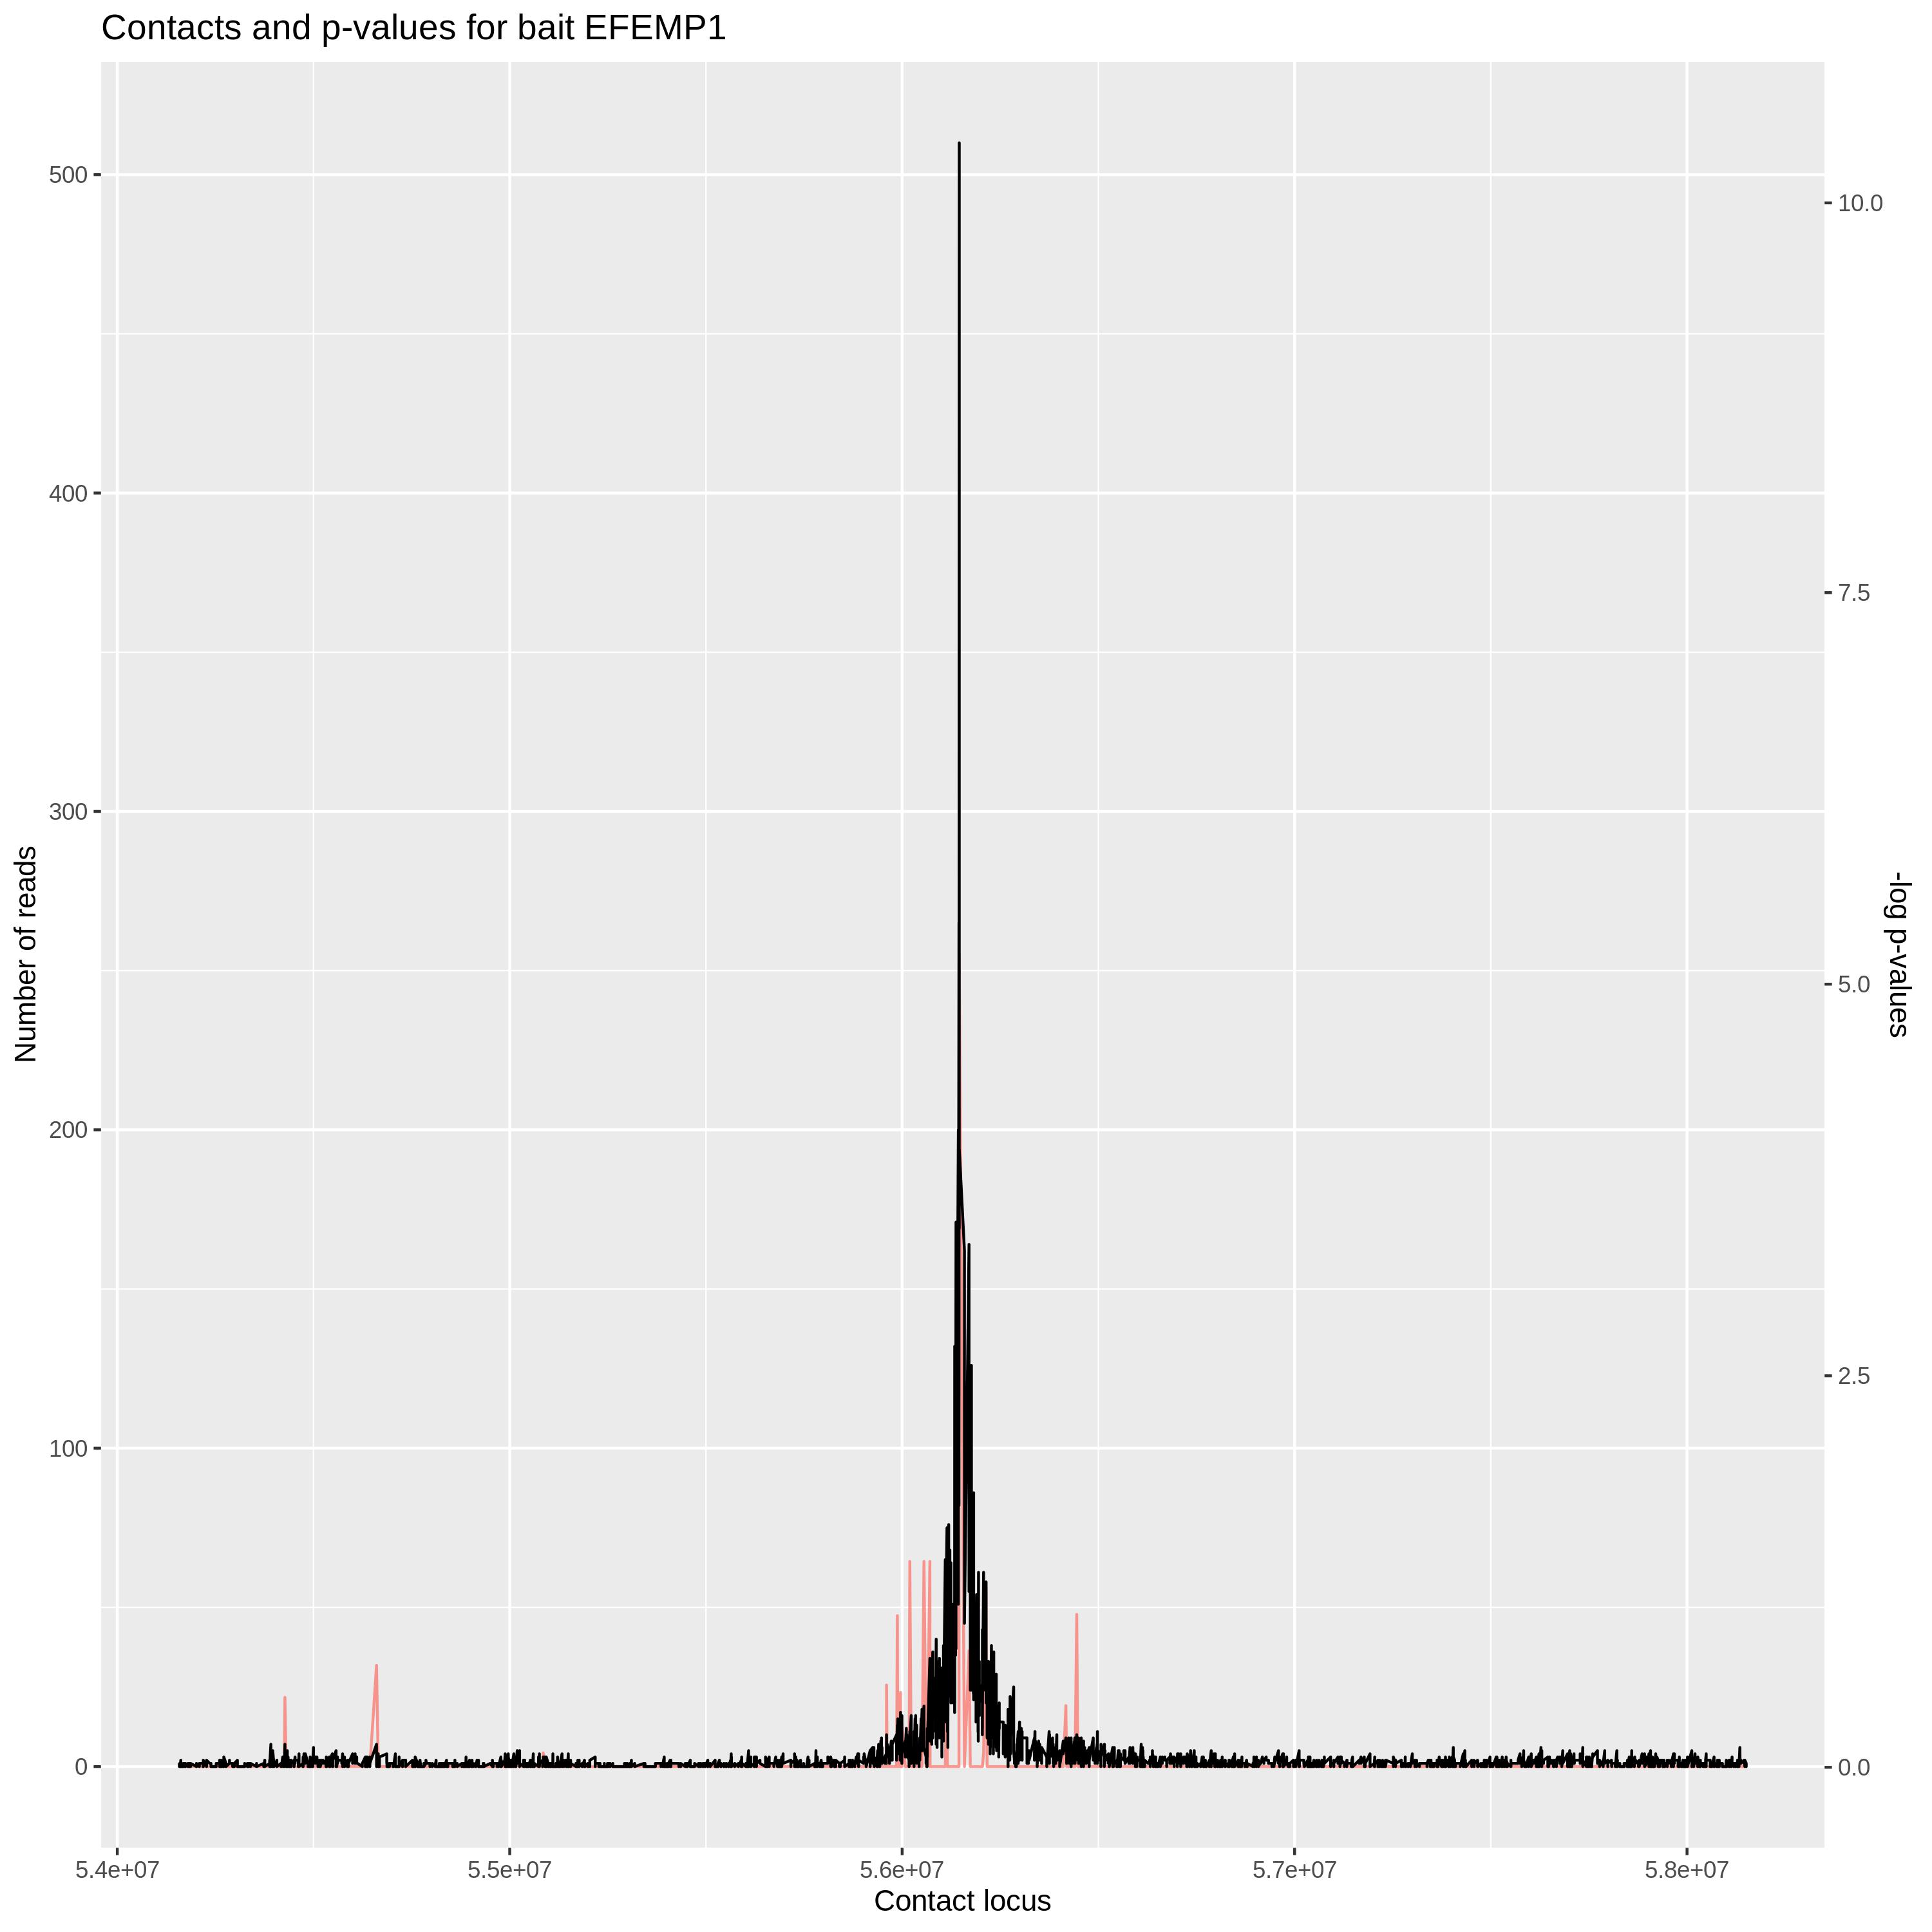 Contacts and p-values for bait EFEMP1
500
400
300
200
100
0
Number of reads
10.0
7.5
5.0
2.5
0.0
-log p-values
5.4e+07
5.5e+07
5.6e+07
5.7e+07
5.8e+07
Contact locus